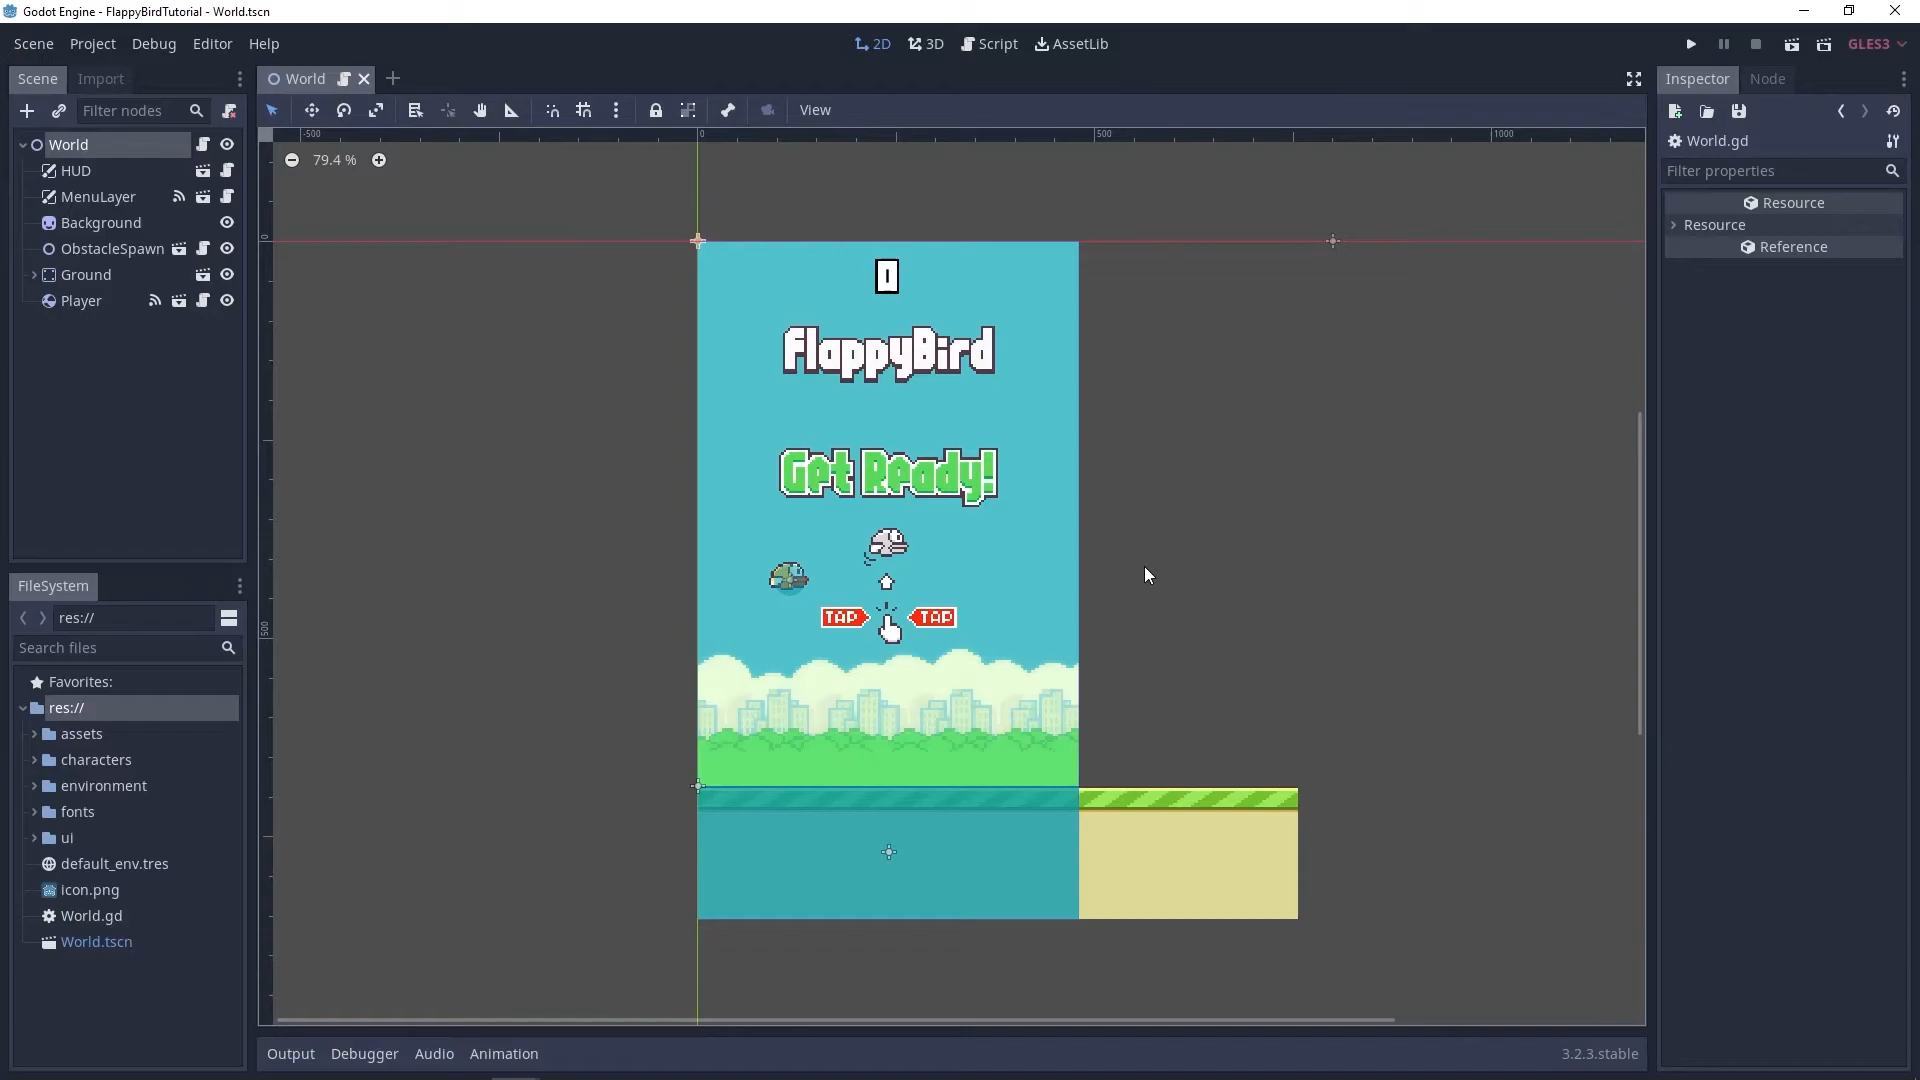 Godot Engine - FlappyBirdTutorial - World.tscn
Scene Project Debug Editor Help
2D 3D Script AssetLib
GLES3
Scene Import
World
Inspector Node
Filter nodes
View
World
HUD
MenuLayer
Background
ObstacleSpawn
Ground
Player
-500 0 500 1000
79.4 %
0
500
0
FlappyBird
Get Ready!
TAP TAP
World.gd
Filter properties
Resource
Resource
Reference
FileSystem
res://
Search files
Favorites:
res://
assets
characters
environment
fonts
ui
default_env.tres
icon.png
World.gd
World.tscn
Output Debugger Audio Animation
3.2.3.stable